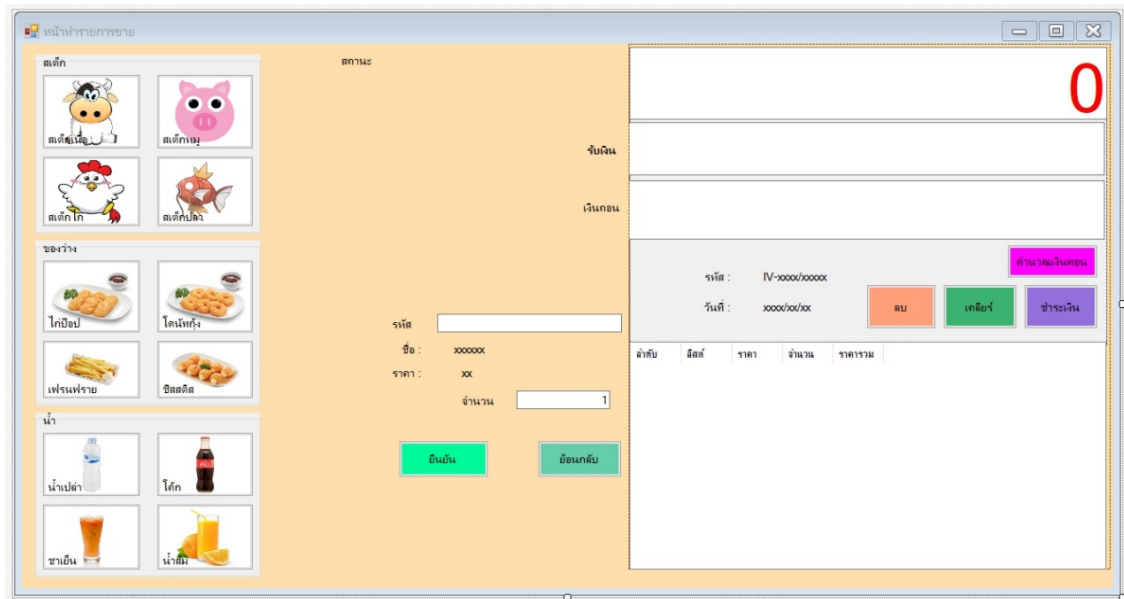 หน้าทำรายการขาย
สเต็ก
สถานะ
0
สเต็กเนื้อ
สเต็กหมู
รับเงิน
สเต็กไก่
สเต็กปลา
เงินทอน
ของว่าง
คำนวณเงินทอน
รหัส : IV-xxxx/xxxxx
วันที่ : xxxx/xx/xx
ลบ
เคลียร์
ชำระเงิน
ไก่ป๊อป
โดนัทกุ้ง
รหัส
ชื่อ : xxxxxx
ลำดับ ลิสต์ ราคา จำนวน ราคารวม
ราคา : xx
เฟรนฟราย
ชิสสติส
จำนวน 1
น้ำ
ยืนยัน
ย้อนกลับ
น้ำเปล่า
โค้ก
ชาเย็น
น้ำส้ม